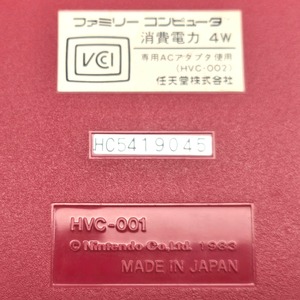 ファミリー コンピュータ
VCCI
消費電力 4W
専用ACアダプタ使用
(HVC-002)
任天堂株式会社
HC5419045
HVC-001
© Nintendo Co.,Ltd. 1983
MADE IN JAPAN